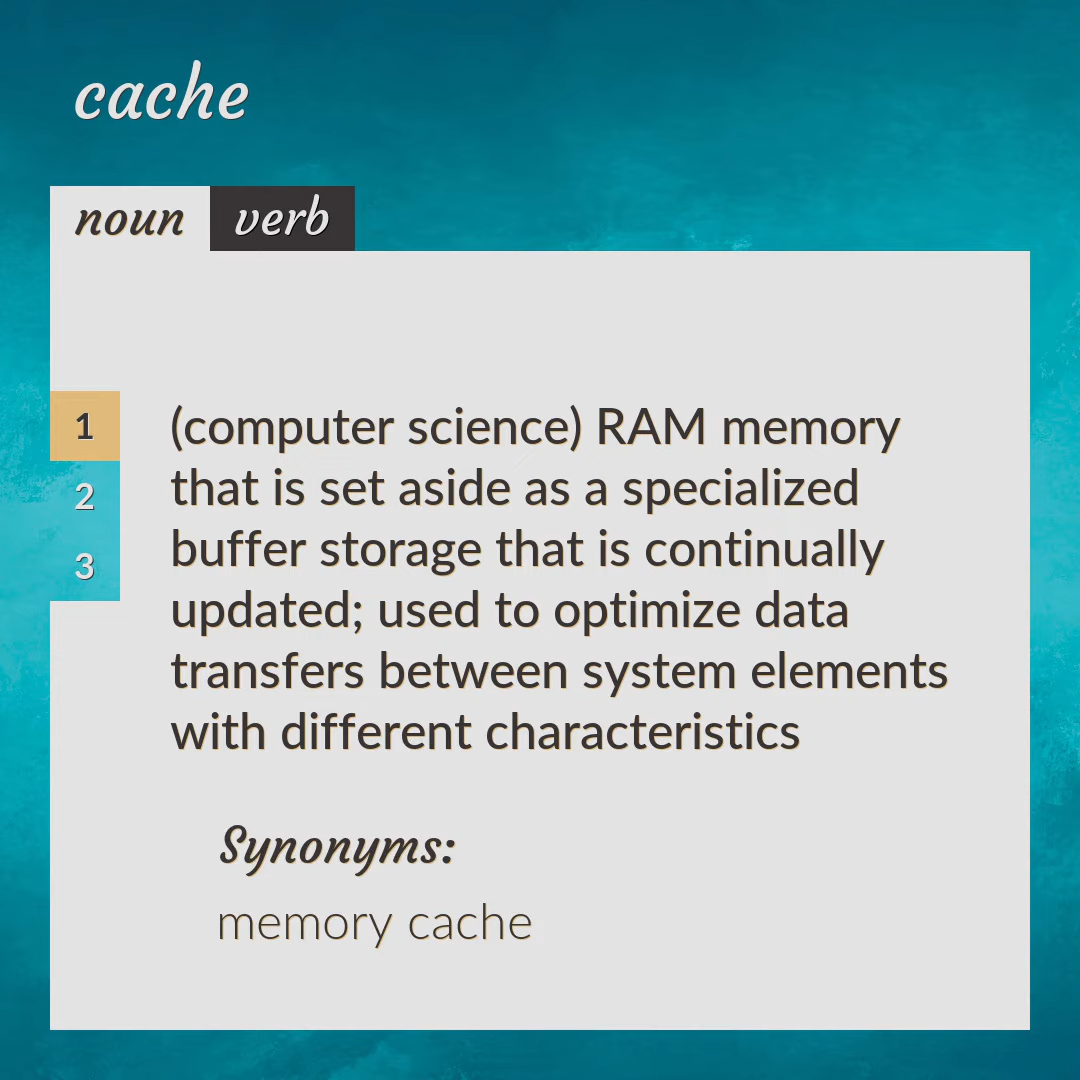 cache
noun verb
1
2
3
(computer science) RAM memory
that is set aside as a specialized
buffer storage that is continually
updated; used to optimize data
transfers between system elements
with different characteristics
Synonyms:
memory cache